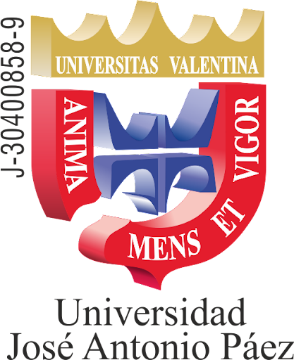 J-30400858-9
UNIVERSITAS VALENTINA
ANIMA
MENS ET VIGOR
Universidad
José Antonio Páez